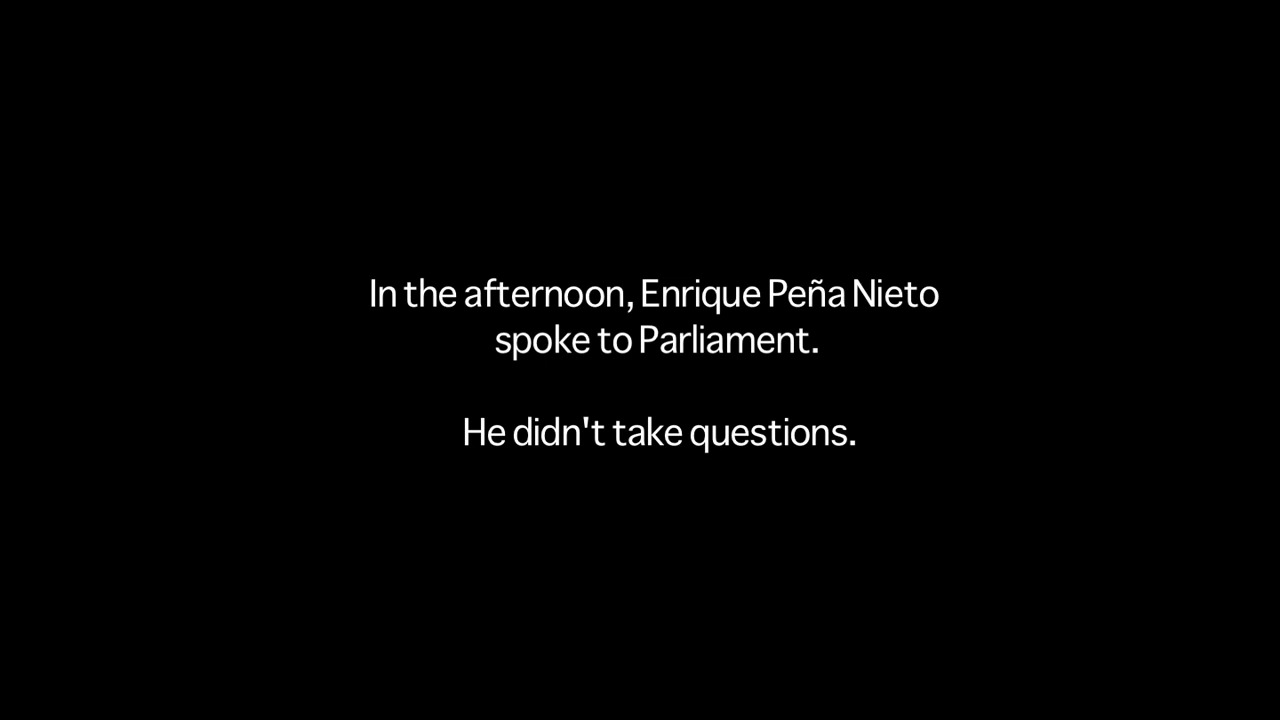 In the afternoon, Enrique Peña Nieto
spoke to Parliament.
He didn't take questions.